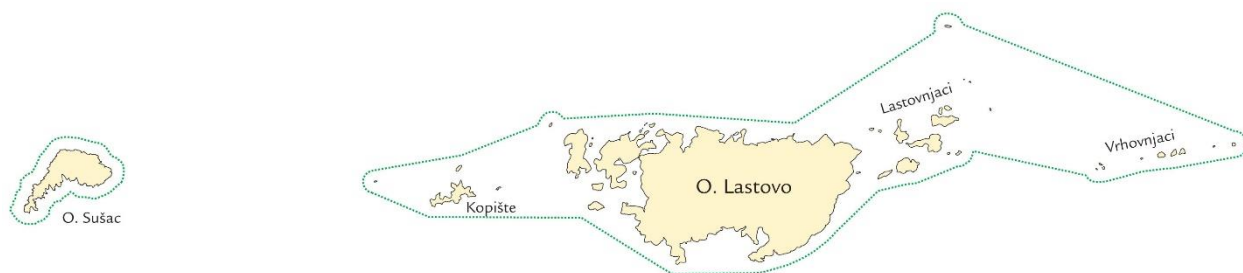 Lastovnjaci
Vrhovnjaci
O. Lastovo
Kopište
O. Sušac